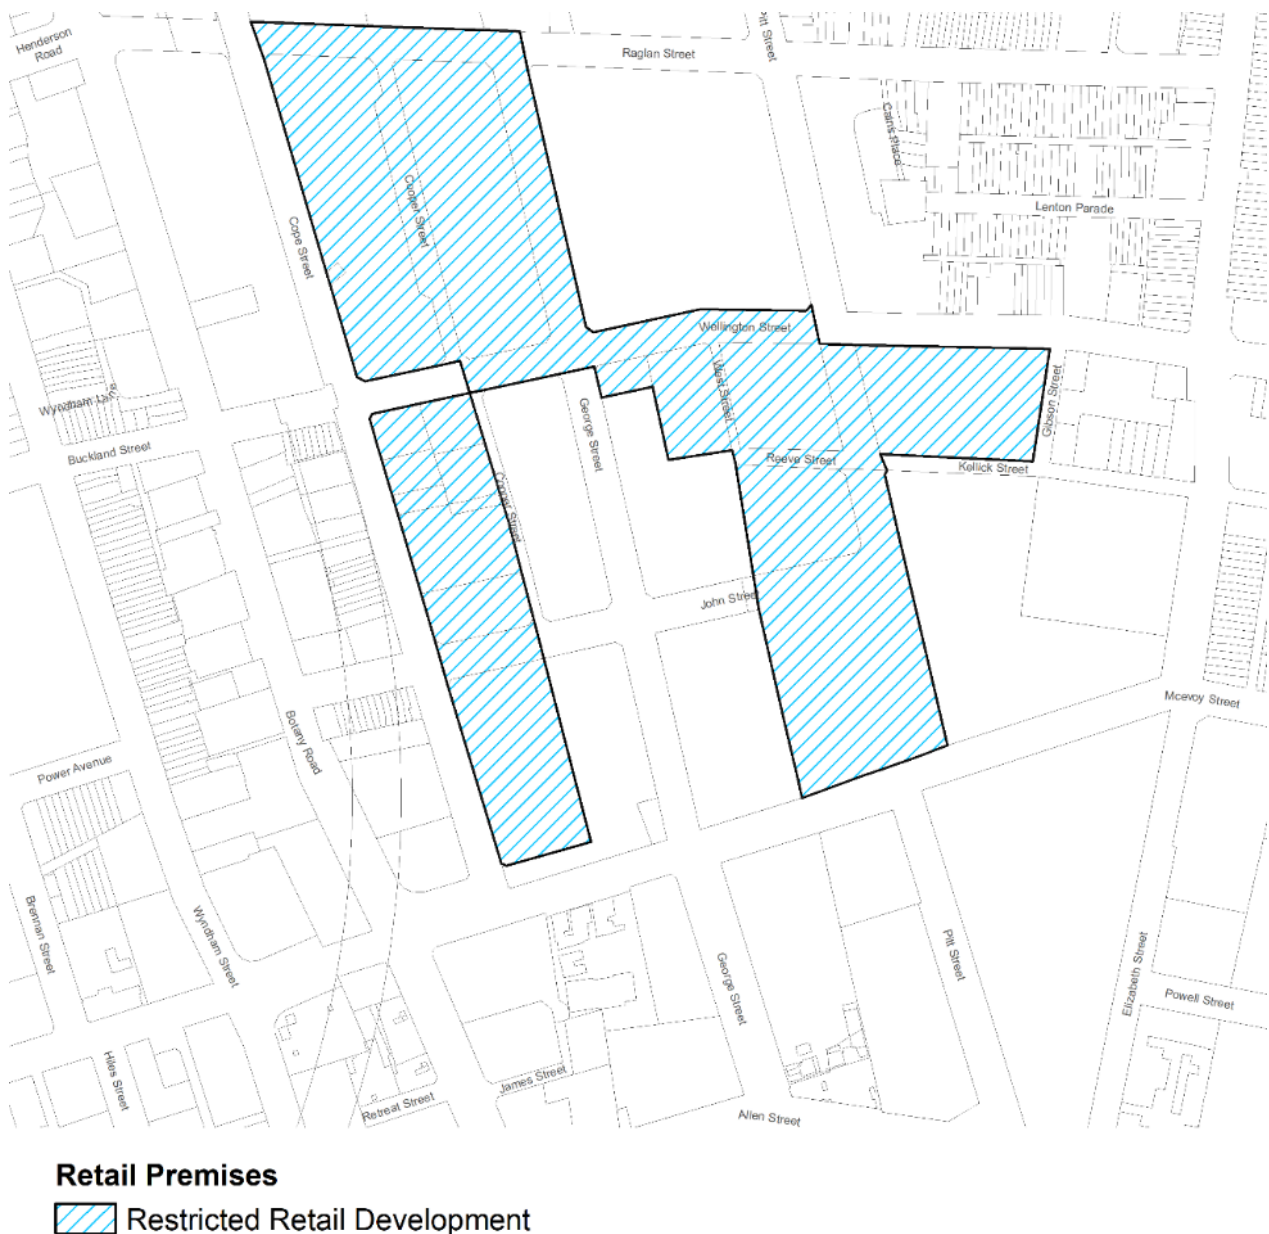 Henderson
Road
Raglan Street
Pitt Street
Cains Place
Lenton Parade
Cooper Street
Cope Street
Wellington Street
West Street
Gibson Street
Wyndham Lane
George Street
Buckland Street
Reeve Street
Kellick Street
Cooper Street
John Street
Mcevoy Street
Botany Road
Power Avenue
Brennan Street
Wyndham Street
George Street
Pitt Street
Elizabeth Street
Powell Street
Hiles Street
James Street
Retreat Street
Allen Street
Retail Premises
Restricted Retail Development